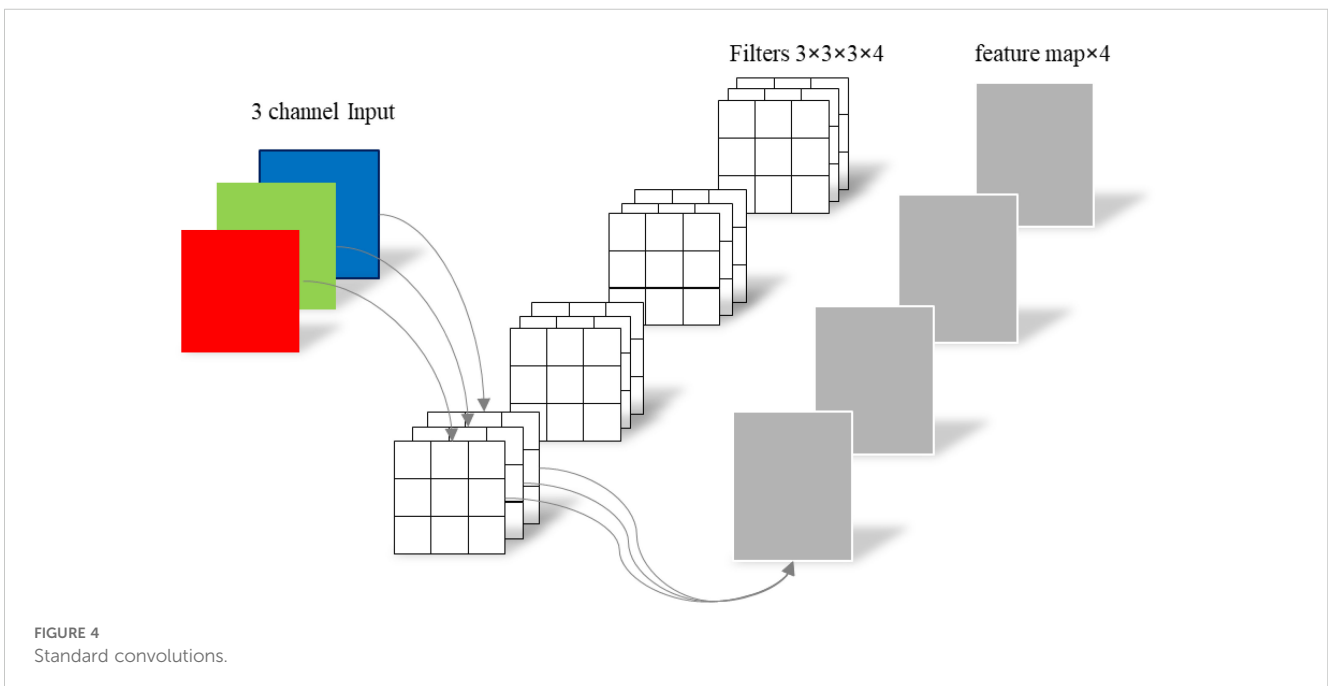 Filters 3×3×3×4
feature map×4
3 channel Input
FIGURE 4
Standard convolutions.